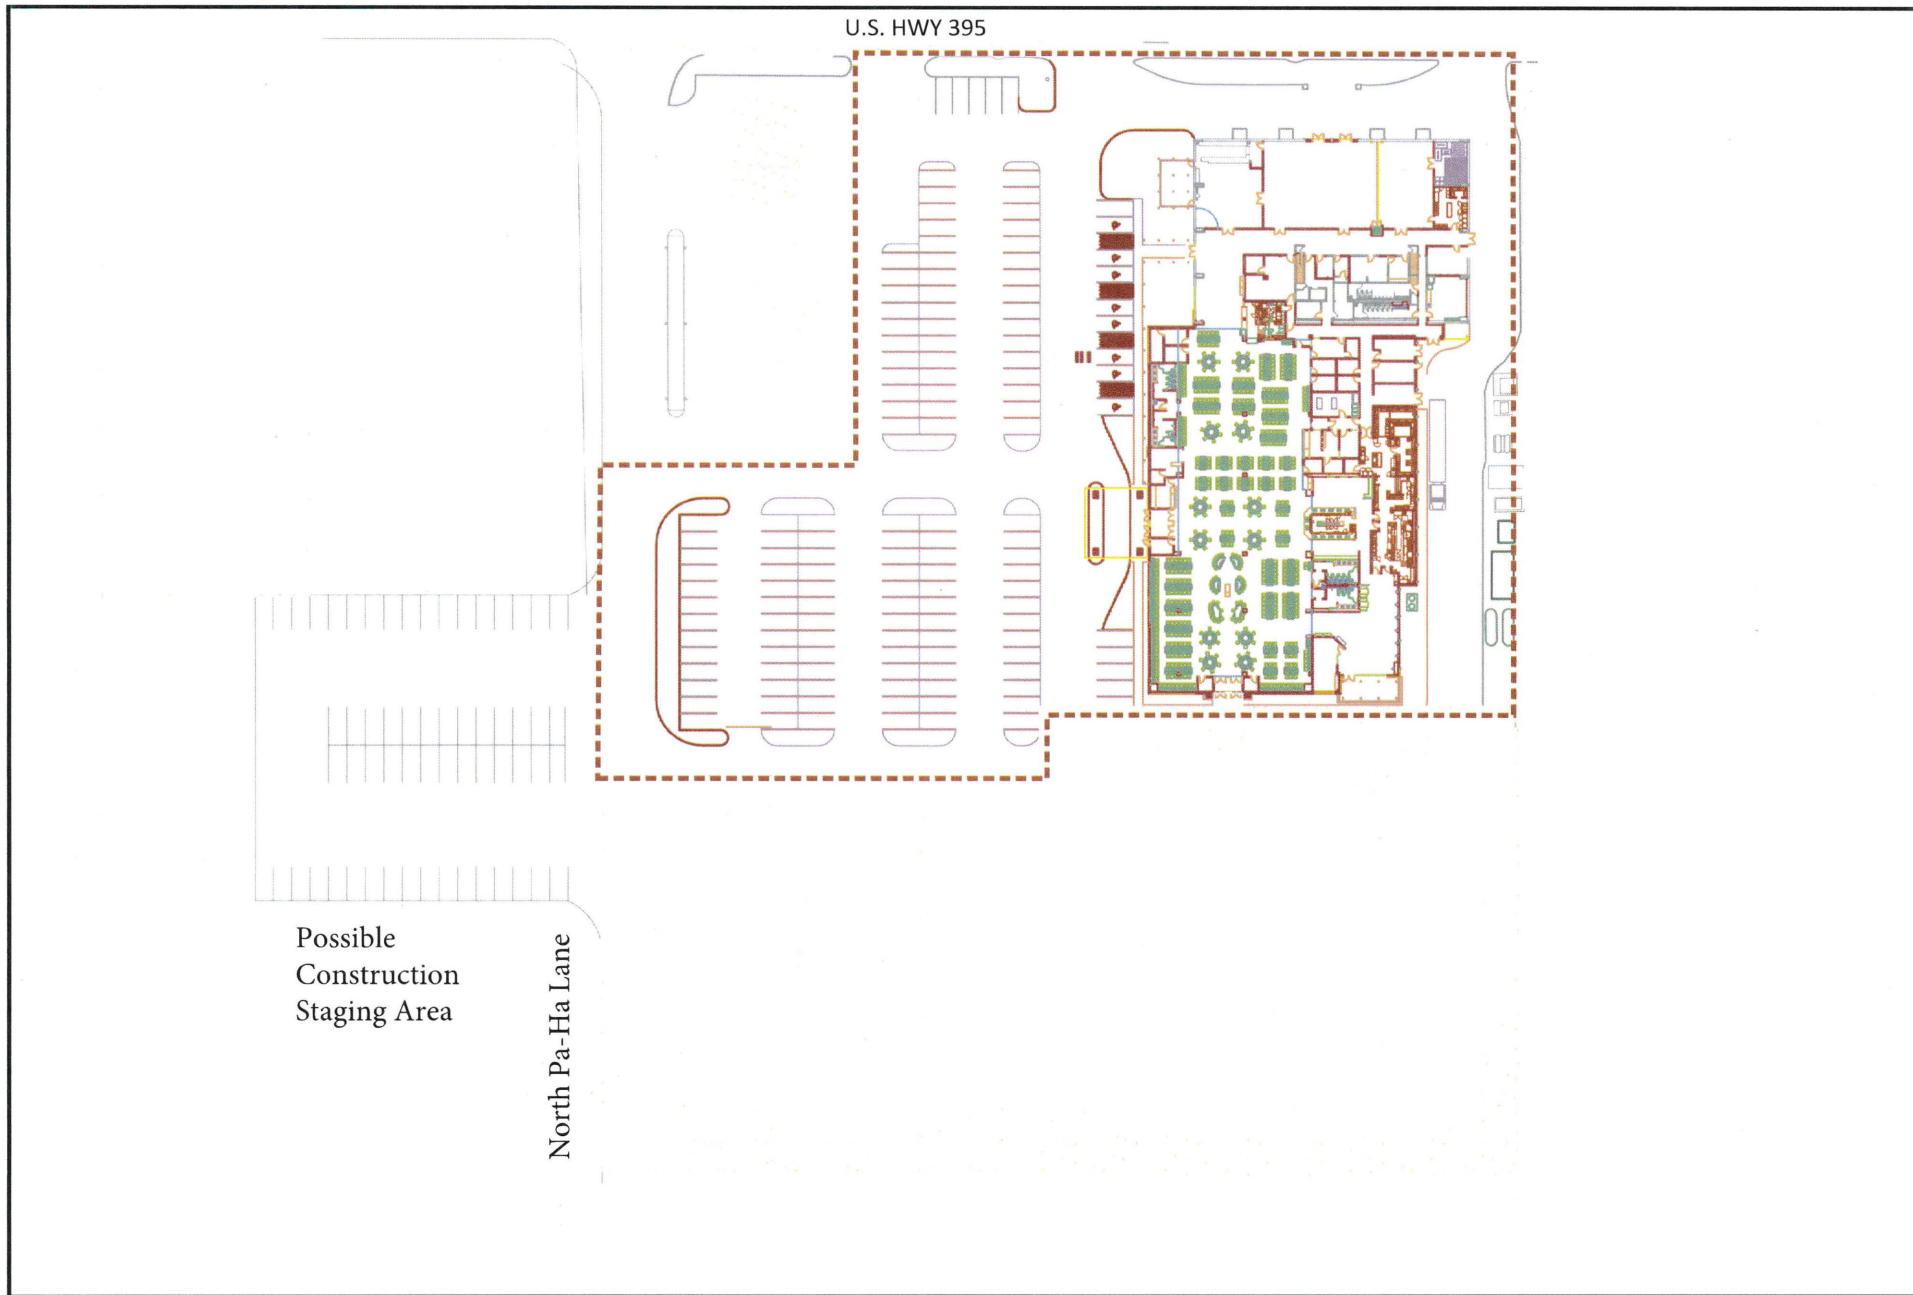 U.S. HWY 395
Possible
Construction
Staging Area
North Pa-Ha Lane